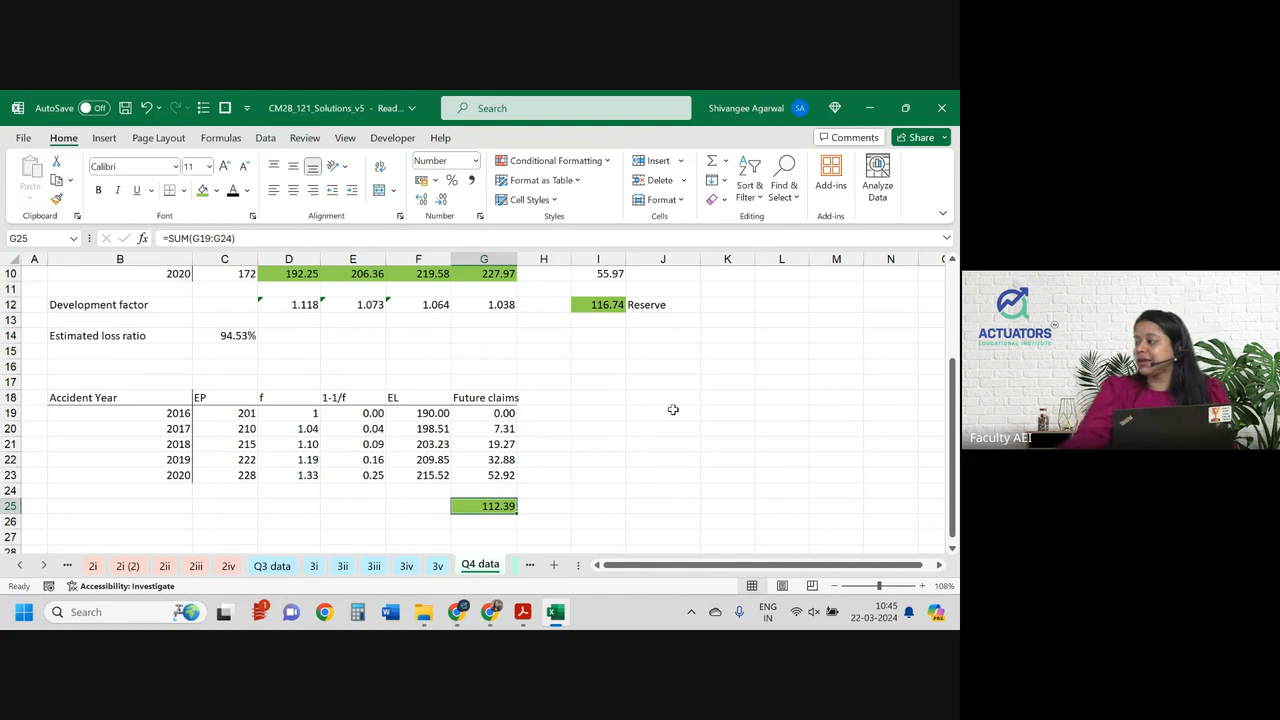 AutoSave Off CM2B_121_Solutions_v5 - Read... Search Shivangee Agarwal SA
File Home Insert Page Layout Formulas Data Review View Developer Help Comments Share
Paste Calibri 11 Number Conditional Formatting Insert Add-ins Analyze Data
B I U Format as Table Delete Sort & Filter Find & Select
Cell Styles Format
Clipboard Font Alignment Number Styles Cells Editing Add-ins
G25 fx =SUM(G19:G24)
A B C D E F G H I J K L M N
10 2020 172 192.25 206.36 219.58 227.97 55.97
11
12 Development factor 1.118 1.073 1.064 1.038 116.74 Reserve
13
14 Estimated loss ratio 94.53%
15
16
17
18 Accident Year EP f 1-1/f EL Future claims
19 2016 201 1 0.00 190.00 0.00
20 2017 210 1.04 0.04 198.51 7.31
21 2018 215 1.10 0.09 203.23 19.27
22 2019 222 1.19 0.16 209.85 32.88
23 2020 228 1.33 0.25 215.52 52.92
24
25 112.39
26
27
28
2i 2i (2) 2ii 2iii 2iv Q3 data 3i 3ii 3iii 3iv 3v Q4 data
Ready Accessibility: Investigate 108%
Search ENG IN 10:45 22-03-2024
ACTUATORS
EDUCATIONAL INSTITUTE
Faculty AEI